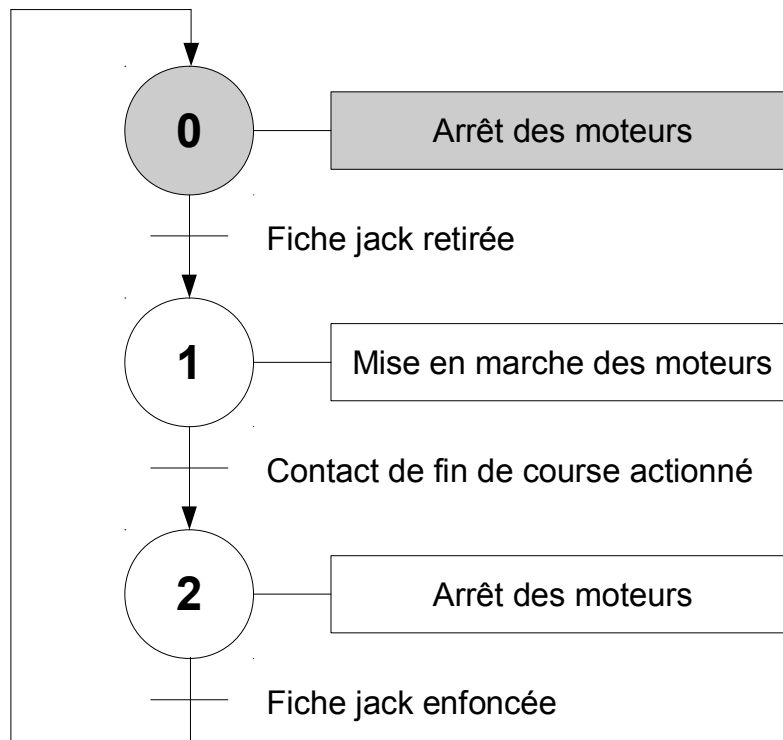 0
Arrêt des moteurs
Fiche jack retirée
1
Mise en marche des moteurs
Contact de fin de course actionné
2
Arrêt des moteurs
Fiche jack enfoncée